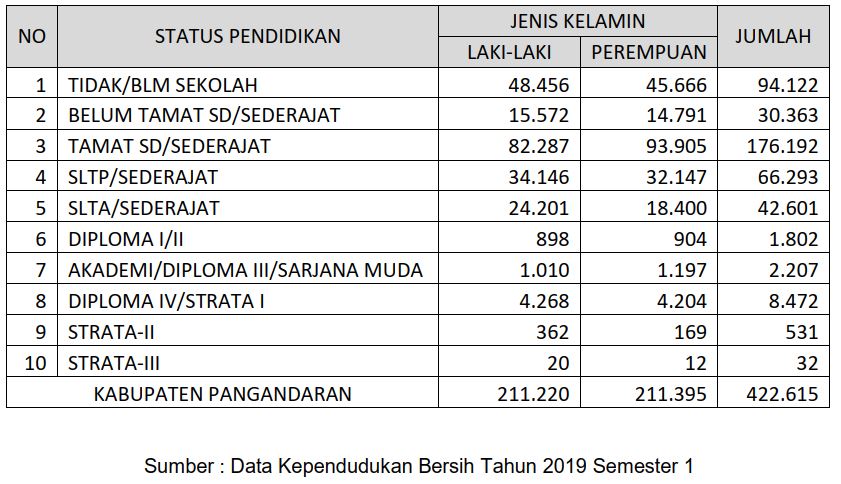 NO STATUS PENDIDIKAN JENIS KELAMIN JUMLAH
LAKI-LAKI PEREMPUAN
1 TIDAK/BLM SEKOLAH 48.456 45.666 94.122
2 BELUM TAMAT SD/SEDERAJAT 15.572 14.791 30.363
3 TAMAT SD/SEDERAJAT 82.287 93.905 176.192
4 SLTP/SEDERAJAT 34.146 32.147 66.293
5 SLTA/SEDERAJAT 24.201 18.400 42.601
6 DIPLOMA I/II 898 904 1.802
7 AKADEMI/DIPLOMA III/SARJANA MUDA 1.010 1.197 2.207
8 DIPLOMA IV/STRATA I 4.268 4.204 8.472
9 STRATA-II 362 169 531
10 STRATA-III 20 12 32
KABUPATEN PANGANDARAN 211.220 211.395 422.615
Sumber : Data Kependudukan Bersih Tahun 2019 Semester 1